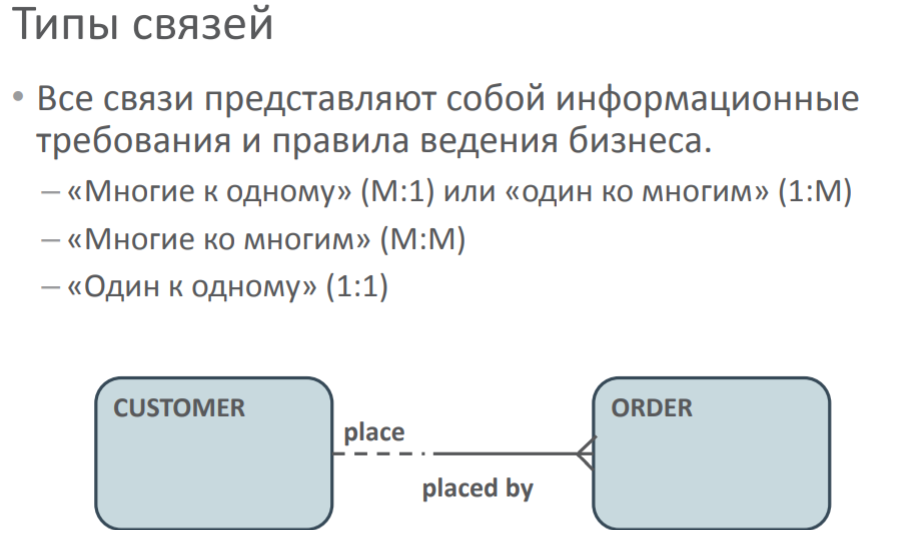 Типы связей
• Все связи представляют собой информационные
требования и правила ведения бизнеса.
– «Многие к одному» (М:1) или «один ко многим» (1:М)
– «Многие ко многим» (М:М)
– «Один к одному» (1:1)
CUSTOMER
ORDER
place
placed by